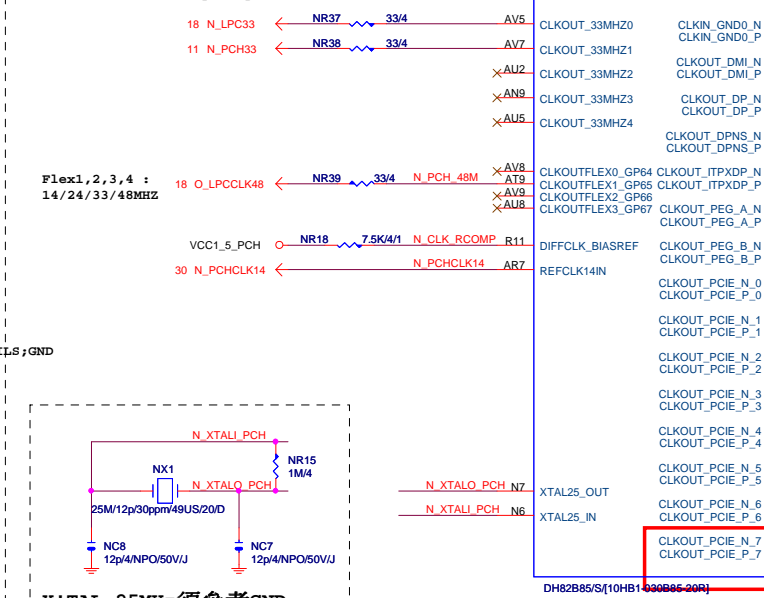 18 N_LPC33 NR37 33/4 AV5 CLKOUT_33MHZ0 CLKIN_GND0_N
CLKIN_GND0_P
11 N_PCH33 NR38 33/4 AV7 CLKOUT_33MHZ1
AU2 CLKOUT_33MHZ2 CLKOUT_DMI_N
CLKOUT_DMI_P
AN9 CLKOUT_33MHZ3 CLKOUT_DP_N
CLKOUT_DP_P
AU5 CLKOUT_33MHZ4
CLKOUT_DPNS_N
CLKOUT_DPNS_P
Flex1,2,3,4 :
14/24/33/48MHZ
AV8 CLKOUTFLEX0_GP64 CLKOUT_ITPXDP_N
18 O_LPCCLK48 NR39 33/4 N_PCH_48M AT9 CLKOUTFLEX1_GP65 CLKOUT_ITPXDP_P
AV9 CLKOUTFLEX2_GP66
AU8 CLKOUTFLEX3_GP67 CLKOUT_PEG_A_N
CLKOUT_PEG_A_P
VCC1_5_PCH NR18 7.5K/4/1 N_CLK_RCOMP R11 DIFFCLK_BIASREF CLKOUT_PEG_B_N
CLKOUT_PEG_B_P
30 N_PCHCLK14 N_PCHCLK14 AR7 REFCLK14IN
CLKOUT_PCIE_N_0
CLKOUT_PCIE_P_0
CLKOUT_PCIE_N_1
CLKOUT_PCIE_P_1
LS;GND
CLKOUT_PCIE_N_2
CLKOUT_PCIE_P_2
CLKOUT_PCIE_N_3
CLKOUT_PCIE_P_3
CLKOUT_PCIE_N_4
CLKOUT_PCIE_P_4
N_XTALI_PCH
NR15
1M/4
NX1
N_XTALO_PCH
25M/12p/30ppm/49US/20/D
CLKOUT_PCIE_N_5
CLKOUT_PCIE_P_5
N_XTALO_PCH N7 XTAL25_OUT
CLKOUT_PCIE_N_6
N_XTALI_PCH N6 XTAL25_IN CLKOUT_PCIE_P_6
NC8
12p/4/NPO/50V/J
NC7
12p/4/NPO/50V/J
CLKOUT_PCIE_N_7
CLKOUT_PCIE_P_7
DH82B85/S/[10HB1-030B85-20R]